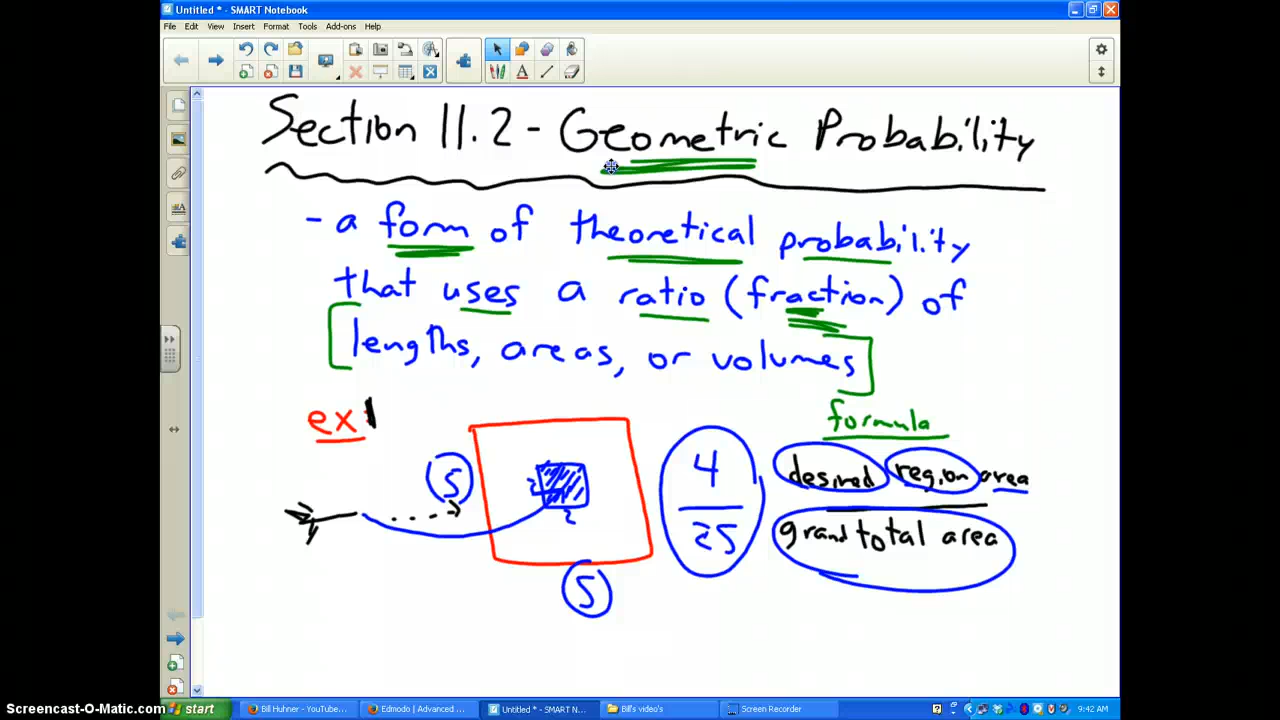 Untitled * - SMART Notebook
File Edit View Insert Format Tools Add-ons Help
Section 11.2 - Geometric Probability
- a form of theoretical probability
that uses a ratio (fraction) of
lengths, areas, or volumes
ex
formula
5
2
2
5
4
25
desired region area
grand total area
Screencast-O-Matic.com
start
Bill Huhner - YouTube...
Edmodo | Advanced ...
Untitled * - SMART N...
Bill's video's
Screen Recorder
9:42 AM